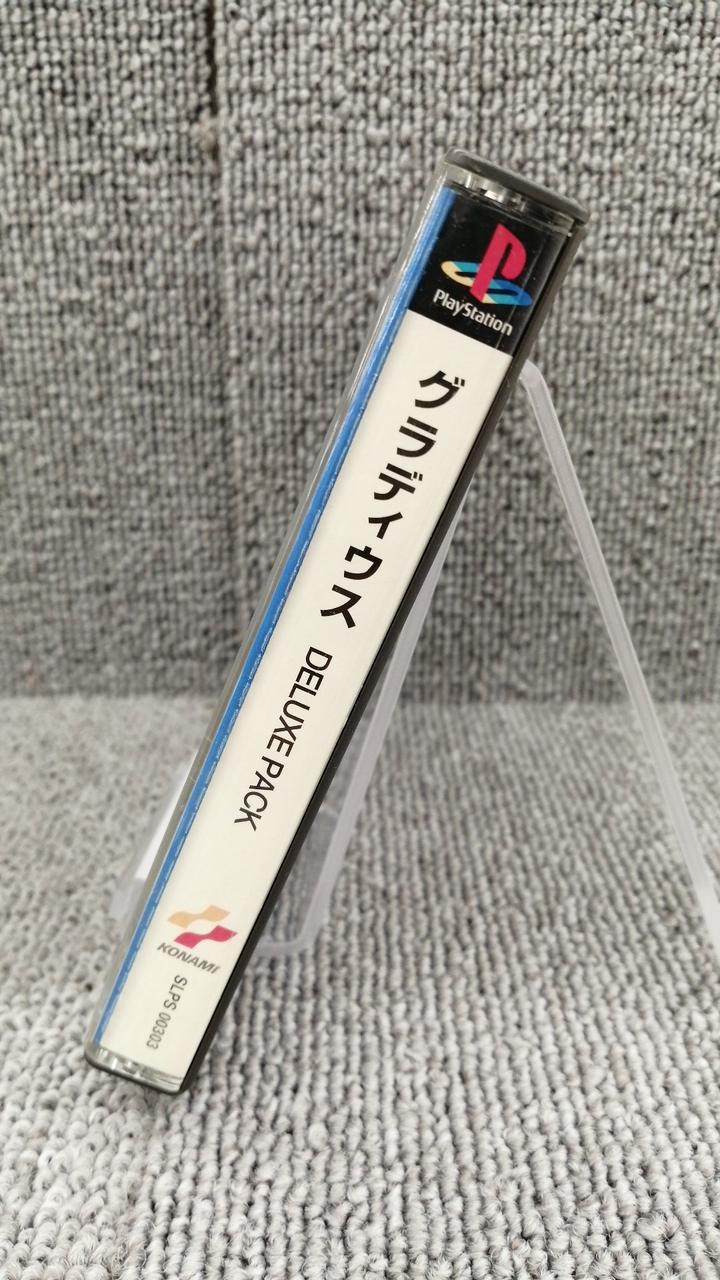 PlayStation
グラディウス DELUXE PACK
KONAMI
SLPS 00303